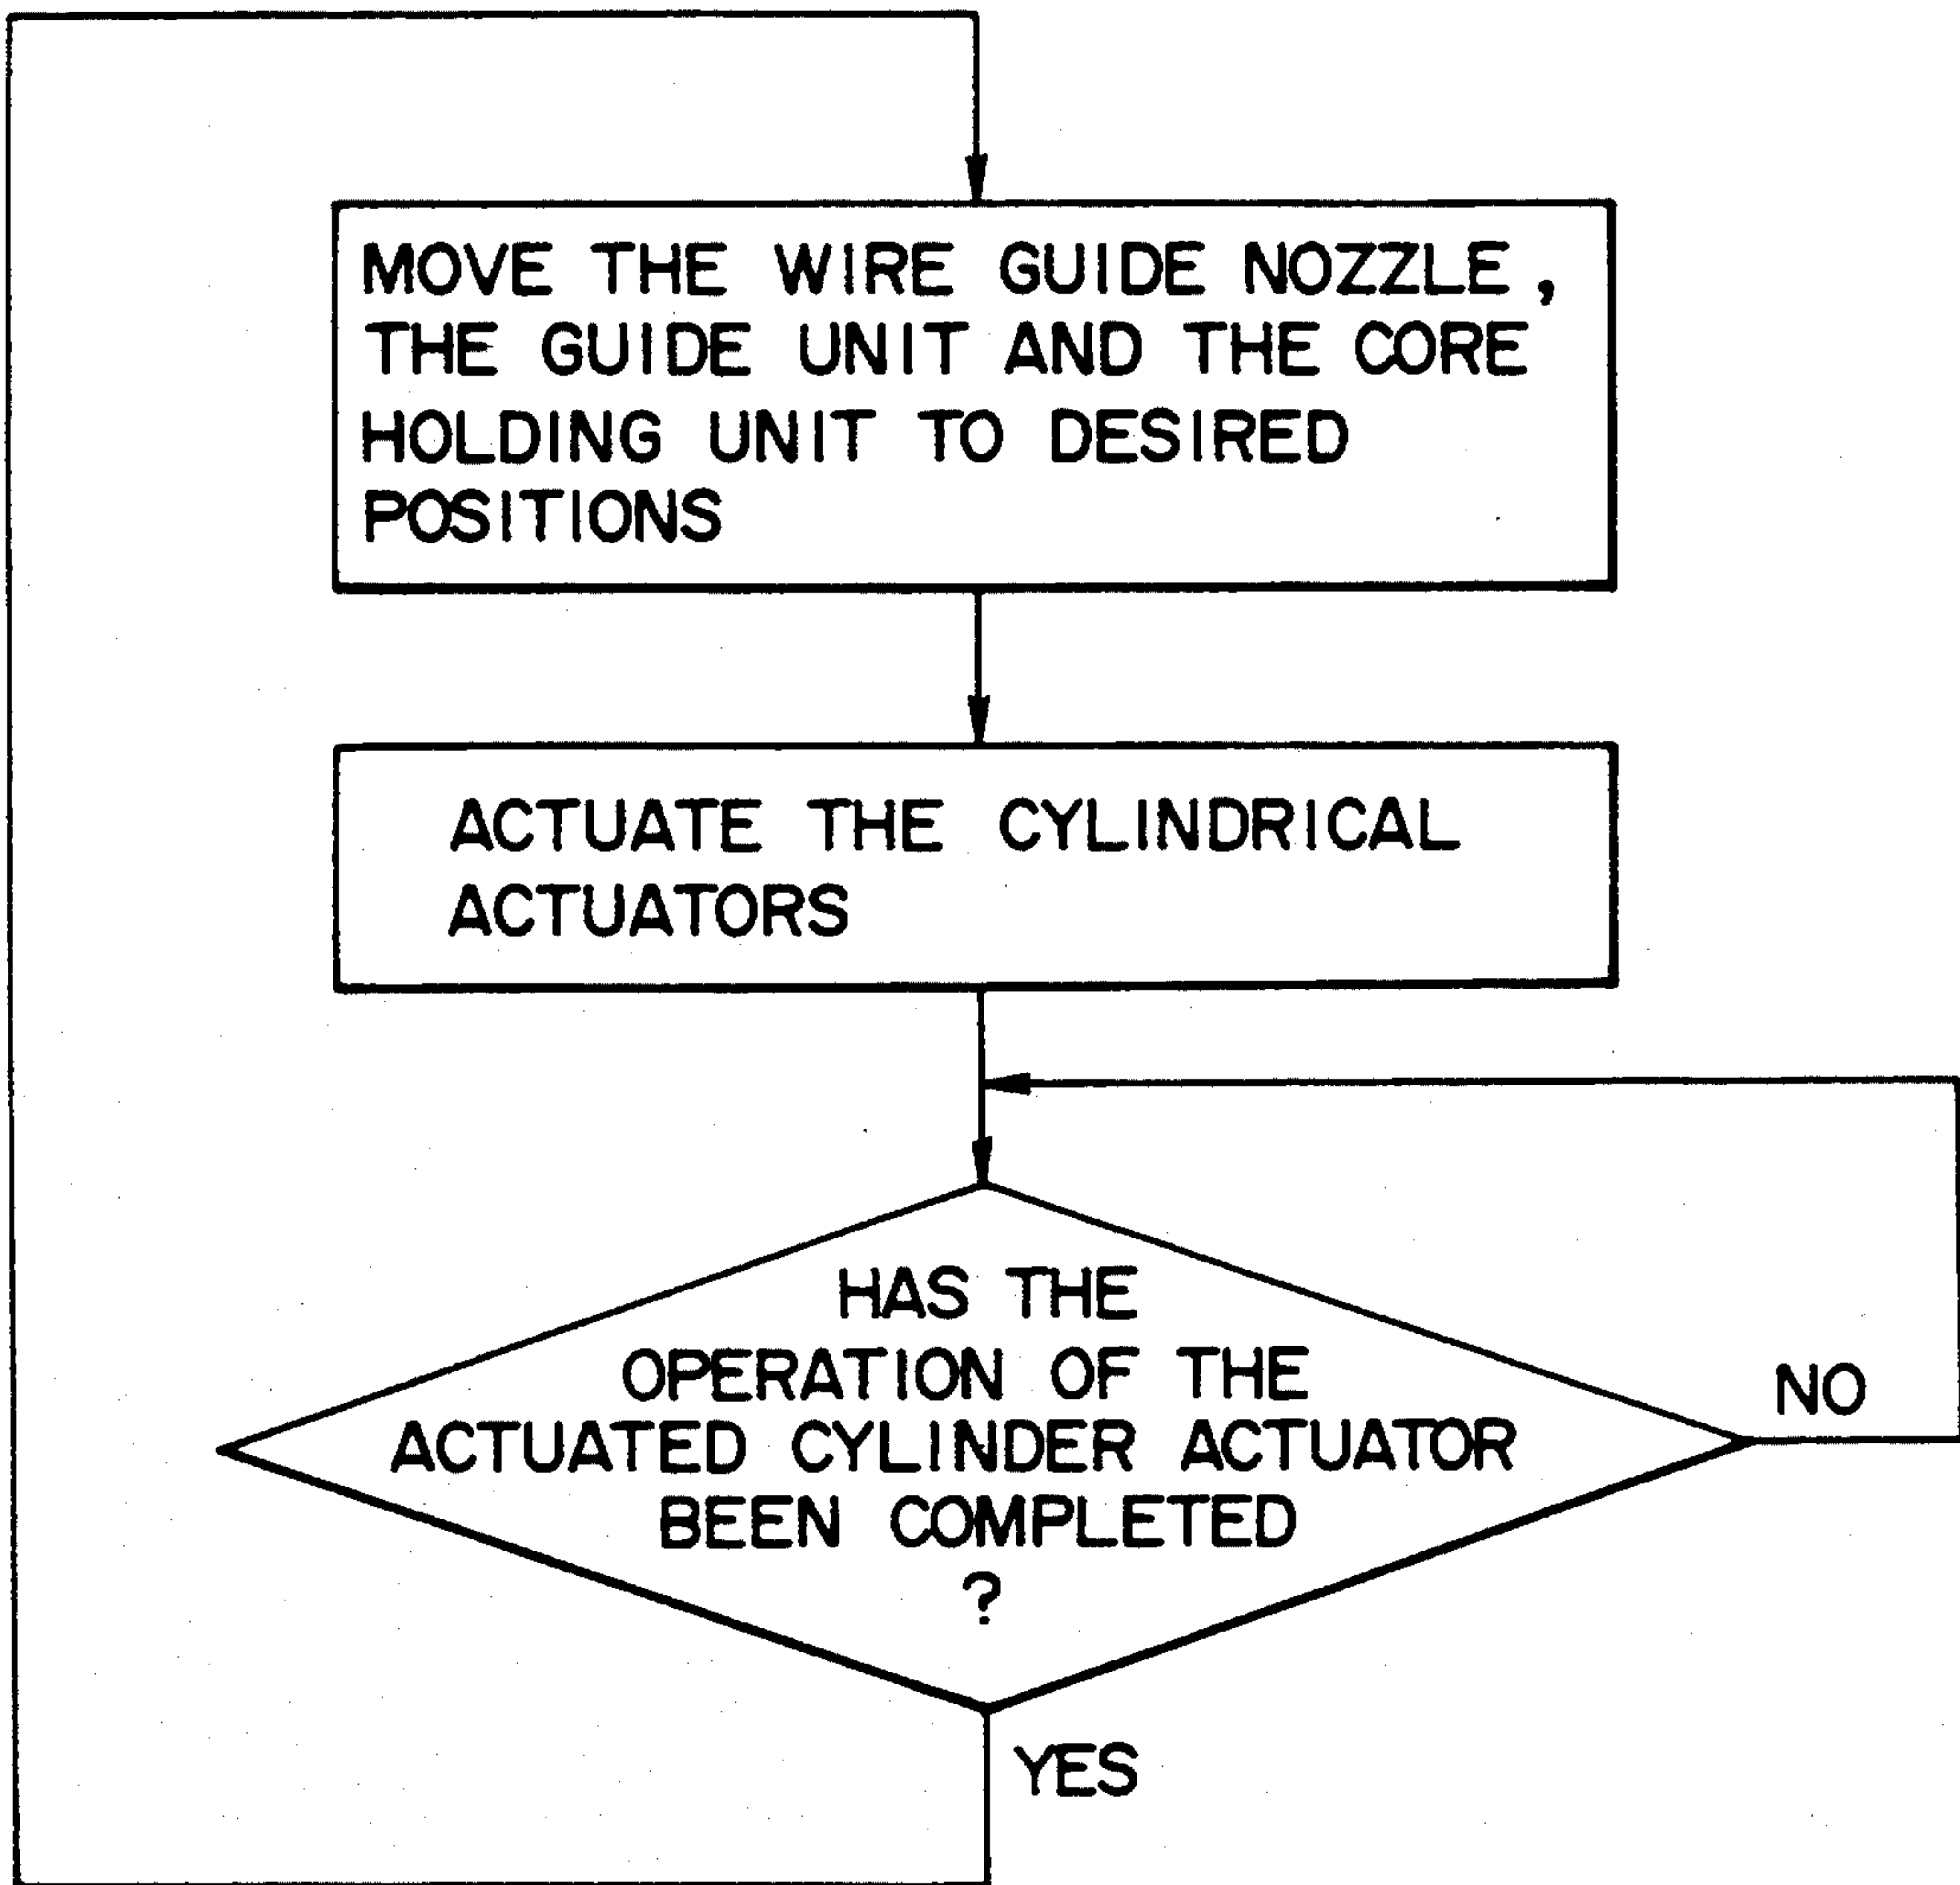 MOVE THE WIRE GUIDE NOZZLE,
THE GUIDE UNIT AND THE CORE
HOLDING UNIT TO DESIRED
POSITIONS
ACTUATE THE CYLINDRICAL
ACTUATORS
HAS THE
OPERATION OF THE
ACTUATED CYLINDER ACTUATOR
BEEN COMPLETED
?
NO
YES